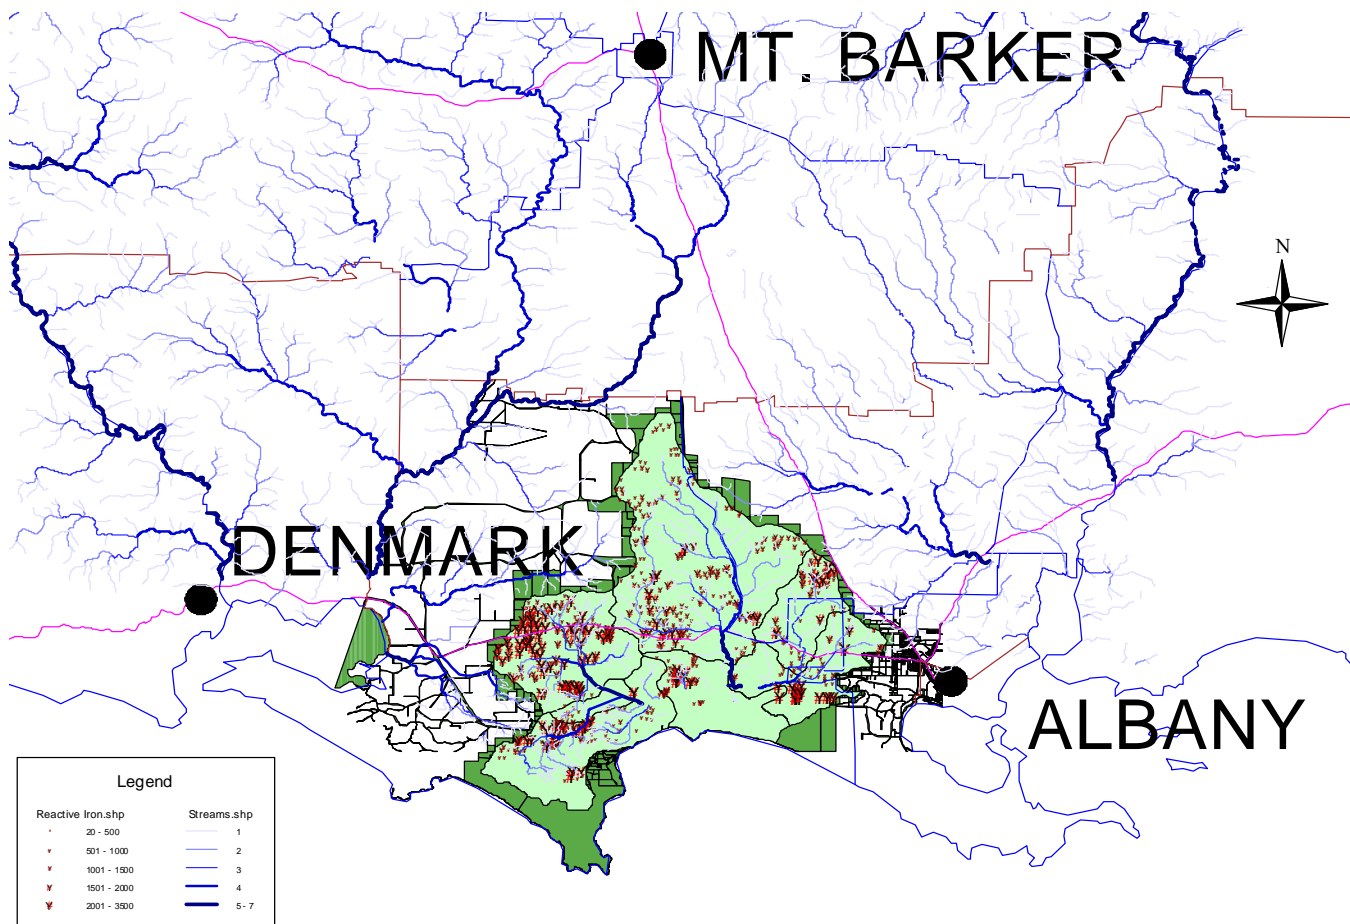 MT. BARKER
N
DENMARK
ALBANY
Legend
Reactive Iron.shp
20 - 500
501 - 1000
1001 - 1500
1501 - 2000
2001 - 3500
Streams.shp
1
2
3
4
5 - 7